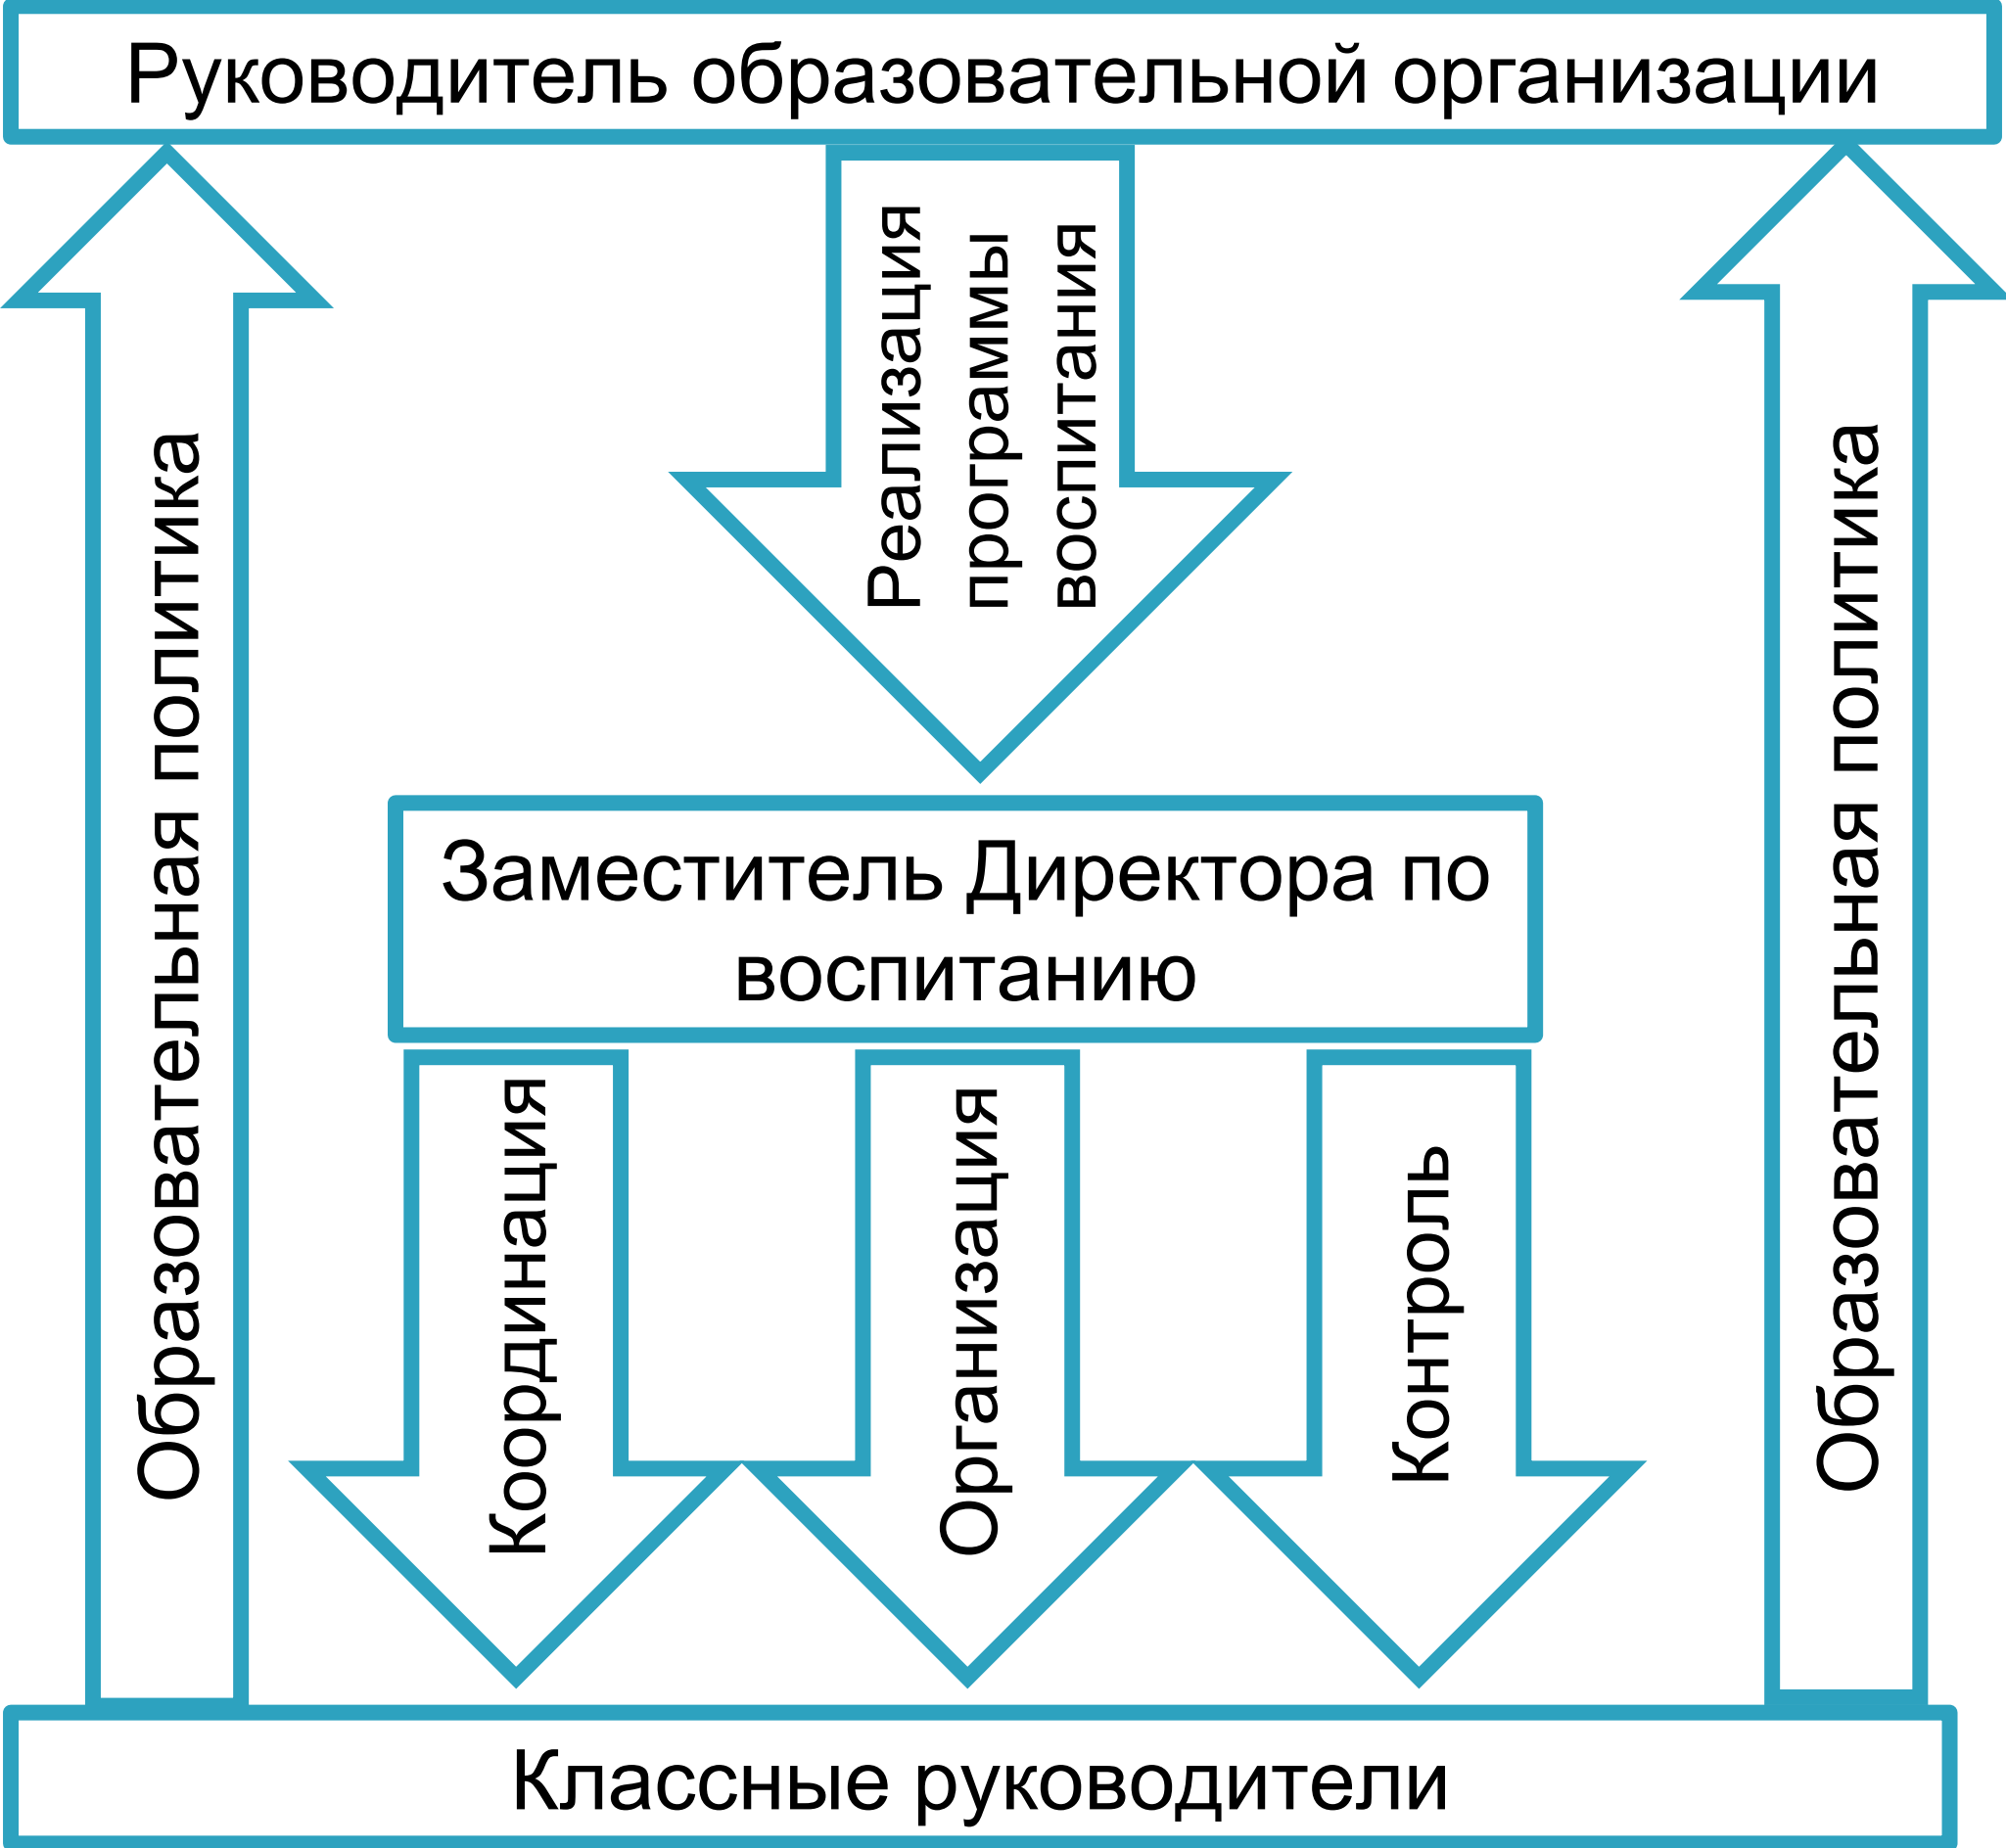 Руководитель образовательной организации
Образовательная политика
Реализация
программы
воспитания
Образовательная политика
Заместитель Директора по
воспитанию
Координация
Организация
Контроль
Классные руководители